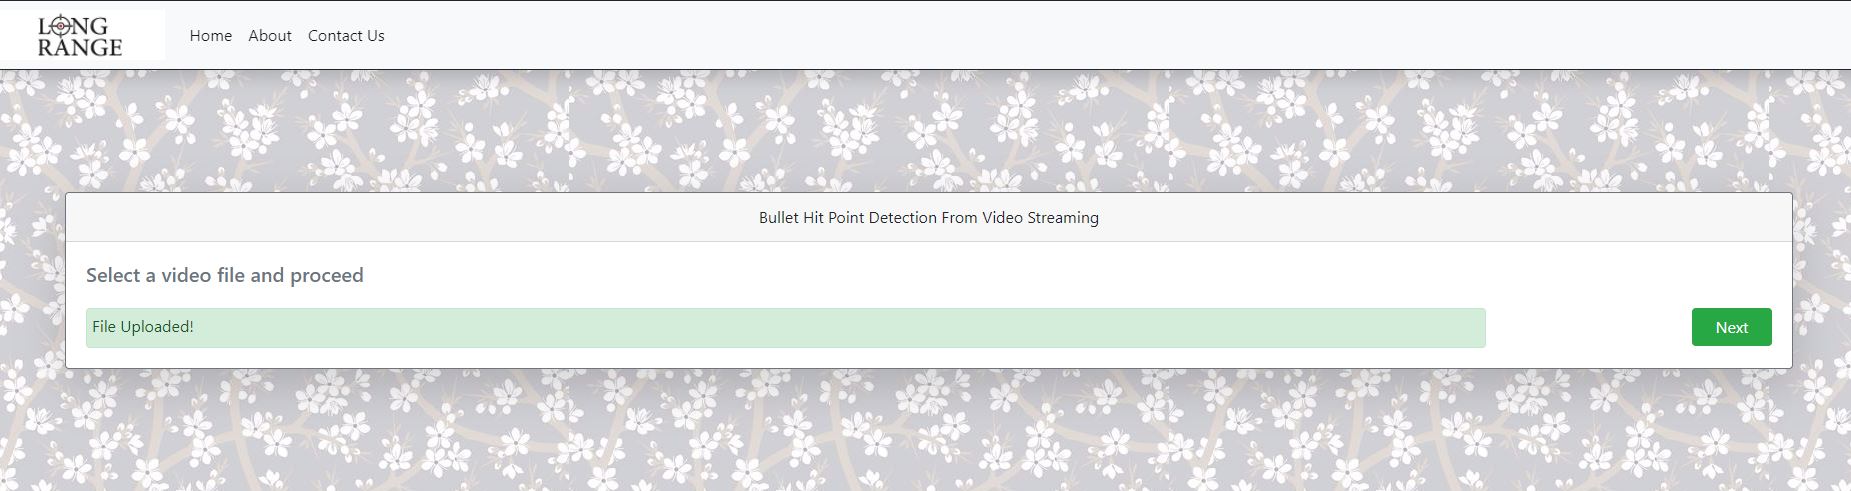 LONG
RANGE
Home About Contact Us
Bullet Hit Point Detection From Video Streaming
Select a video file and proceed
File Uploaded!
Next